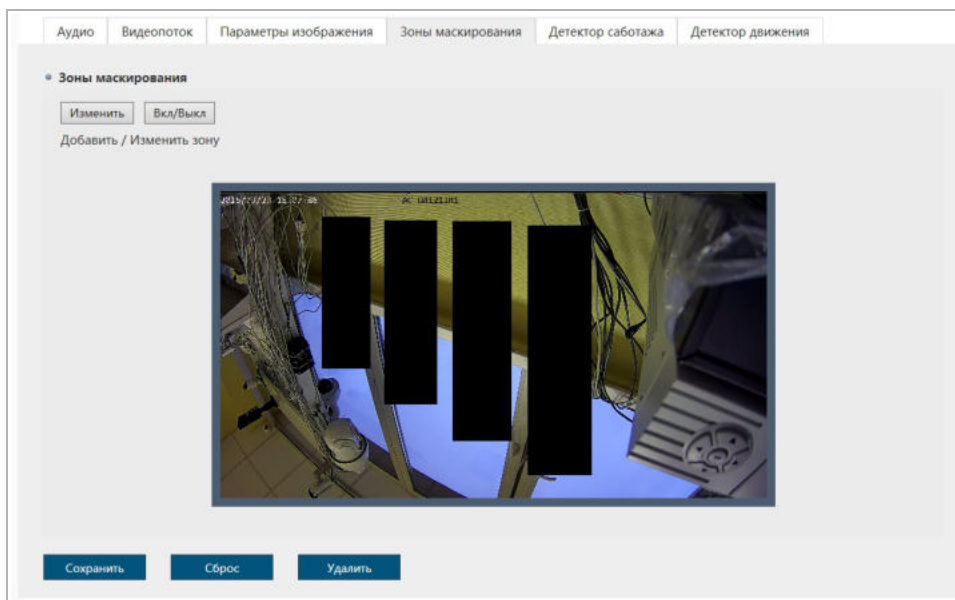 Аудио Видеопоток Параметры изображения Зоны маскирования Детектор саботажа Детектор движения
Зоны маскирования
Изменить Вкл/Выкл
Добавить / Изменить зону
Сохранить Сброс Удалить